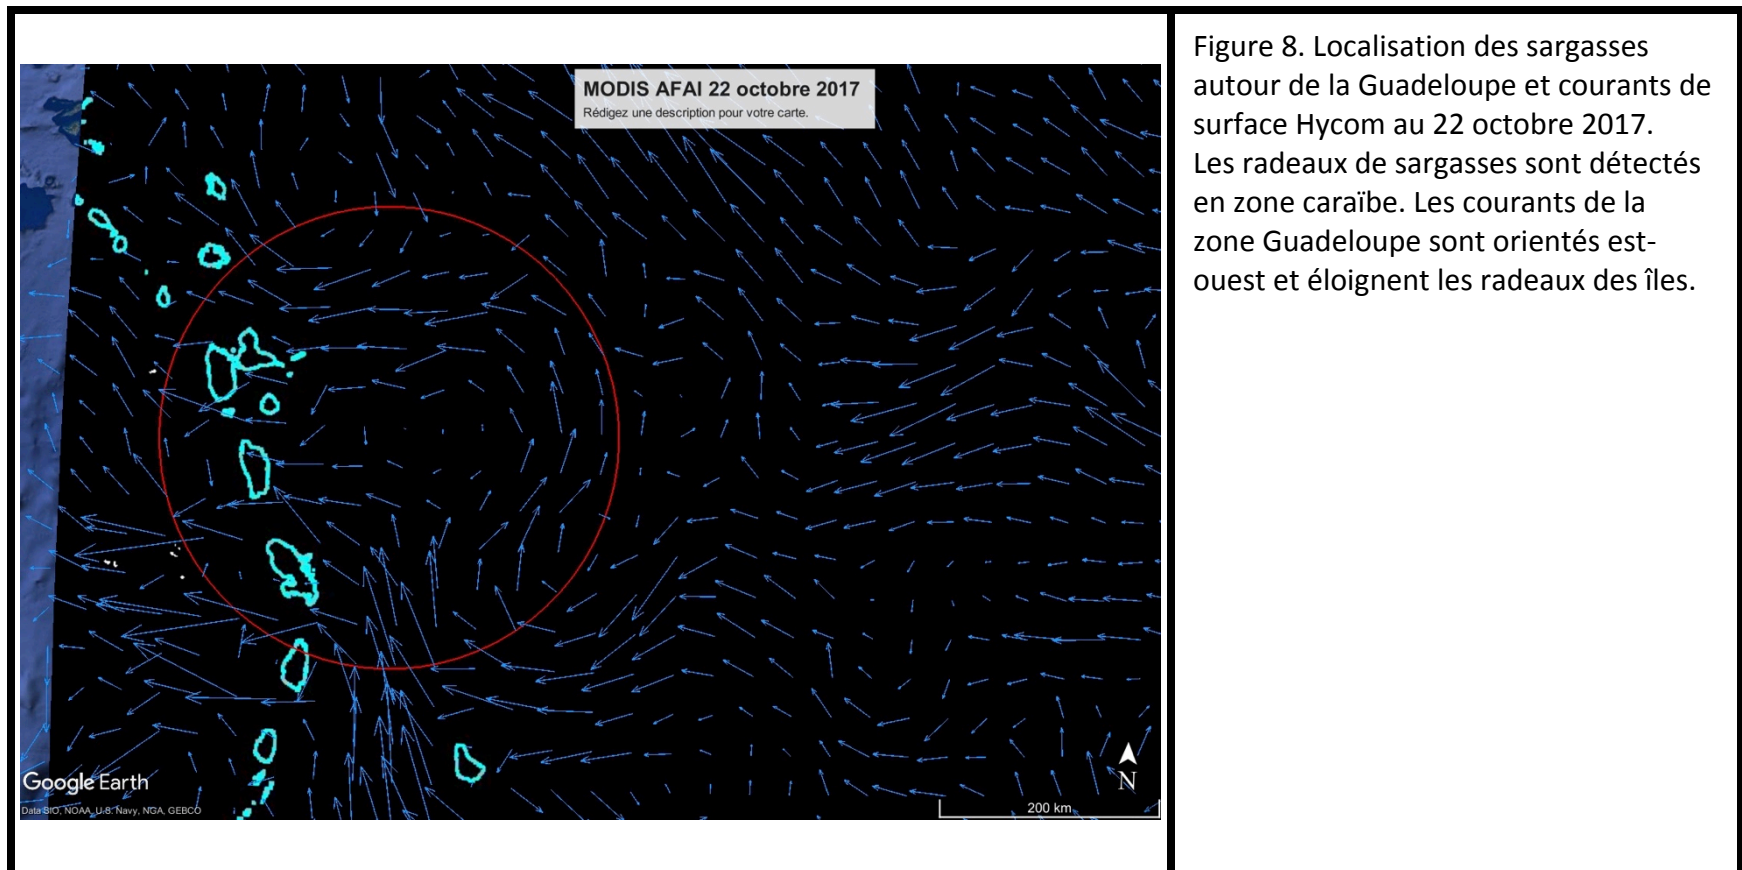 MODIS AFAI 22 octobre 2017
Rédigez une description pour votre carte.
Google Earth
Data SIO, NOAA, U.S. Navy, NGA, GEBCO
N
200 km
Figure 8. Localisation des sargasses
autour de la Guadeloupe et courants de
surface Hycom au 22 octobre 2017.
Les radeaux de sargasses sont détectés
en zone caraïbe. Les courants de la
zone Guadeloupe sont orientés est-
ouest et éloignent les radeaux des îles.